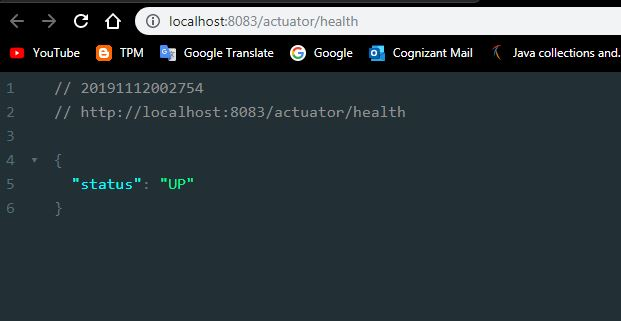 localhost:8083/actuator/health
YouTube TPM Google Translate Google Cognizant Mail Java collections and.
1 // 20191112002754
2 // http://localhost:8083/actuator/health
3
4 {
5 "status": "UP"
6 }